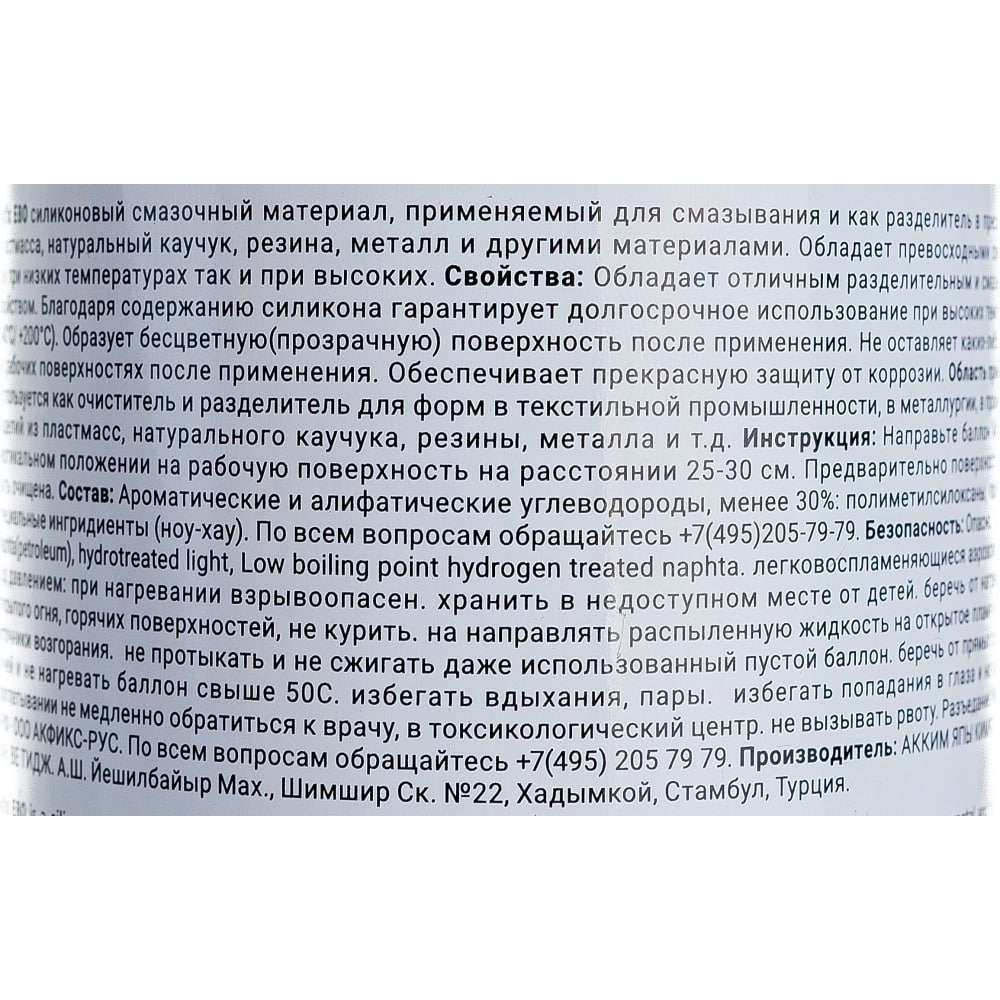 E80 силиконовый смазочный материал, применяемый для смазывания и как разделитель в
натуральный каучук, резина, металл и другими материалами. Обладает превосходными
при низких температурах так и при высоких. Свойства: Обладает отличным разделительным и
Благодаря содержанию силикона гарантирует долгосрочное использование при высоких
+200°C). Образует бесцветную(прозрачную) поверхность после применения. Не оставляет
поверхностях после применения. Обеспечивает прекрасную защиту от коррозии. Область
как очиститель и разделитель для форм в текстильной промышленности, в металлургии, в
из пластмасс, натурального каучука, резины, металла и т.д. Инструкция: Направьте баллон
положении на рабочую поверхность на расстоянии 25-30 см. Предварительно
очищена. Состав: Ароматические и алифатические углеводороды, менее 30%: полиметилсилоксаны,
ингридиенты (ноу-хау). По всем вопросам обращайтесь +7(495)205-79-79. Безопасность:
hydrotreated light, Low boiling point hydrogen treated naphta. легковоспламеняющиеся
давлением: при нагревании взрывоопасен. хранить в недоступном месте от детей. беречь от
огня, горячих поверхностей, не курить. на направлять распыленную жидкость на открытое
возгорания. не протыкать и не сжигать даже использованный пустой баллон. беречь от
и не нагревать баллон свыше 50С. избегать вдыхания, пары. избегать попадания в глаза и
не медленно обратиться к врачу, в токсикологический центр. не вызывать рвоту.
ООО АКФИКС-РУС. По всем вопросам обращайтесь +7(495) 205 79 79. Производитель: АККИМ ЯПЫ
ТИДЖ. А.Ш. Йешилбайыр Мах., Шимшир Ск. №22, Хадымкой, Стамбул, Турция.